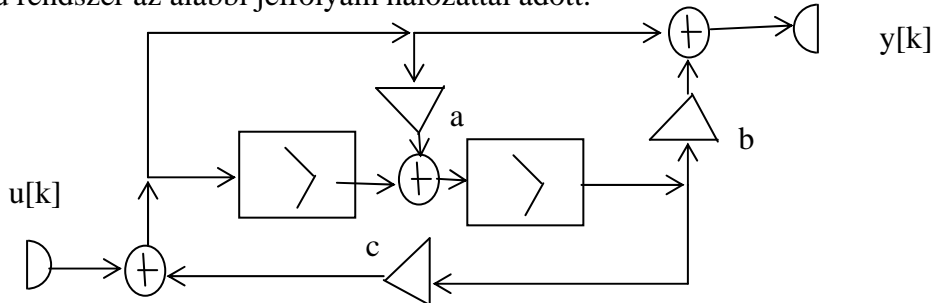 rendszer az alábbi jelfolyam hálózattal adott:
y[k]
a
b
u[k]
c